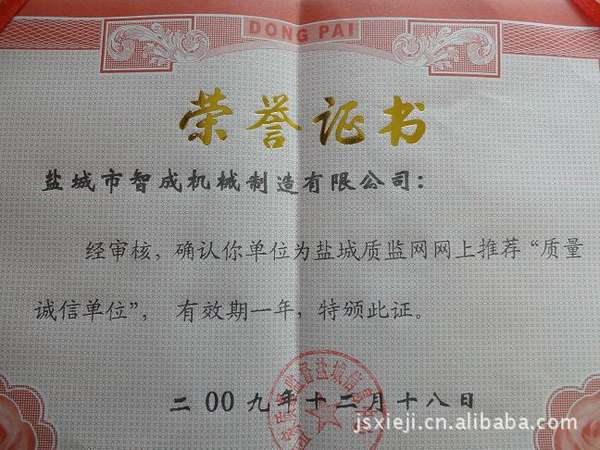 DONG PAI
荣誉证书
盐城市智成机械制造有限公司：
经审核，确认你单位为盐城质监网网上推荐“质量
诚信单位”， 有效期一年，特颁此证。
二00九年十二月十八日
jsxieji.cn.alibaba.com